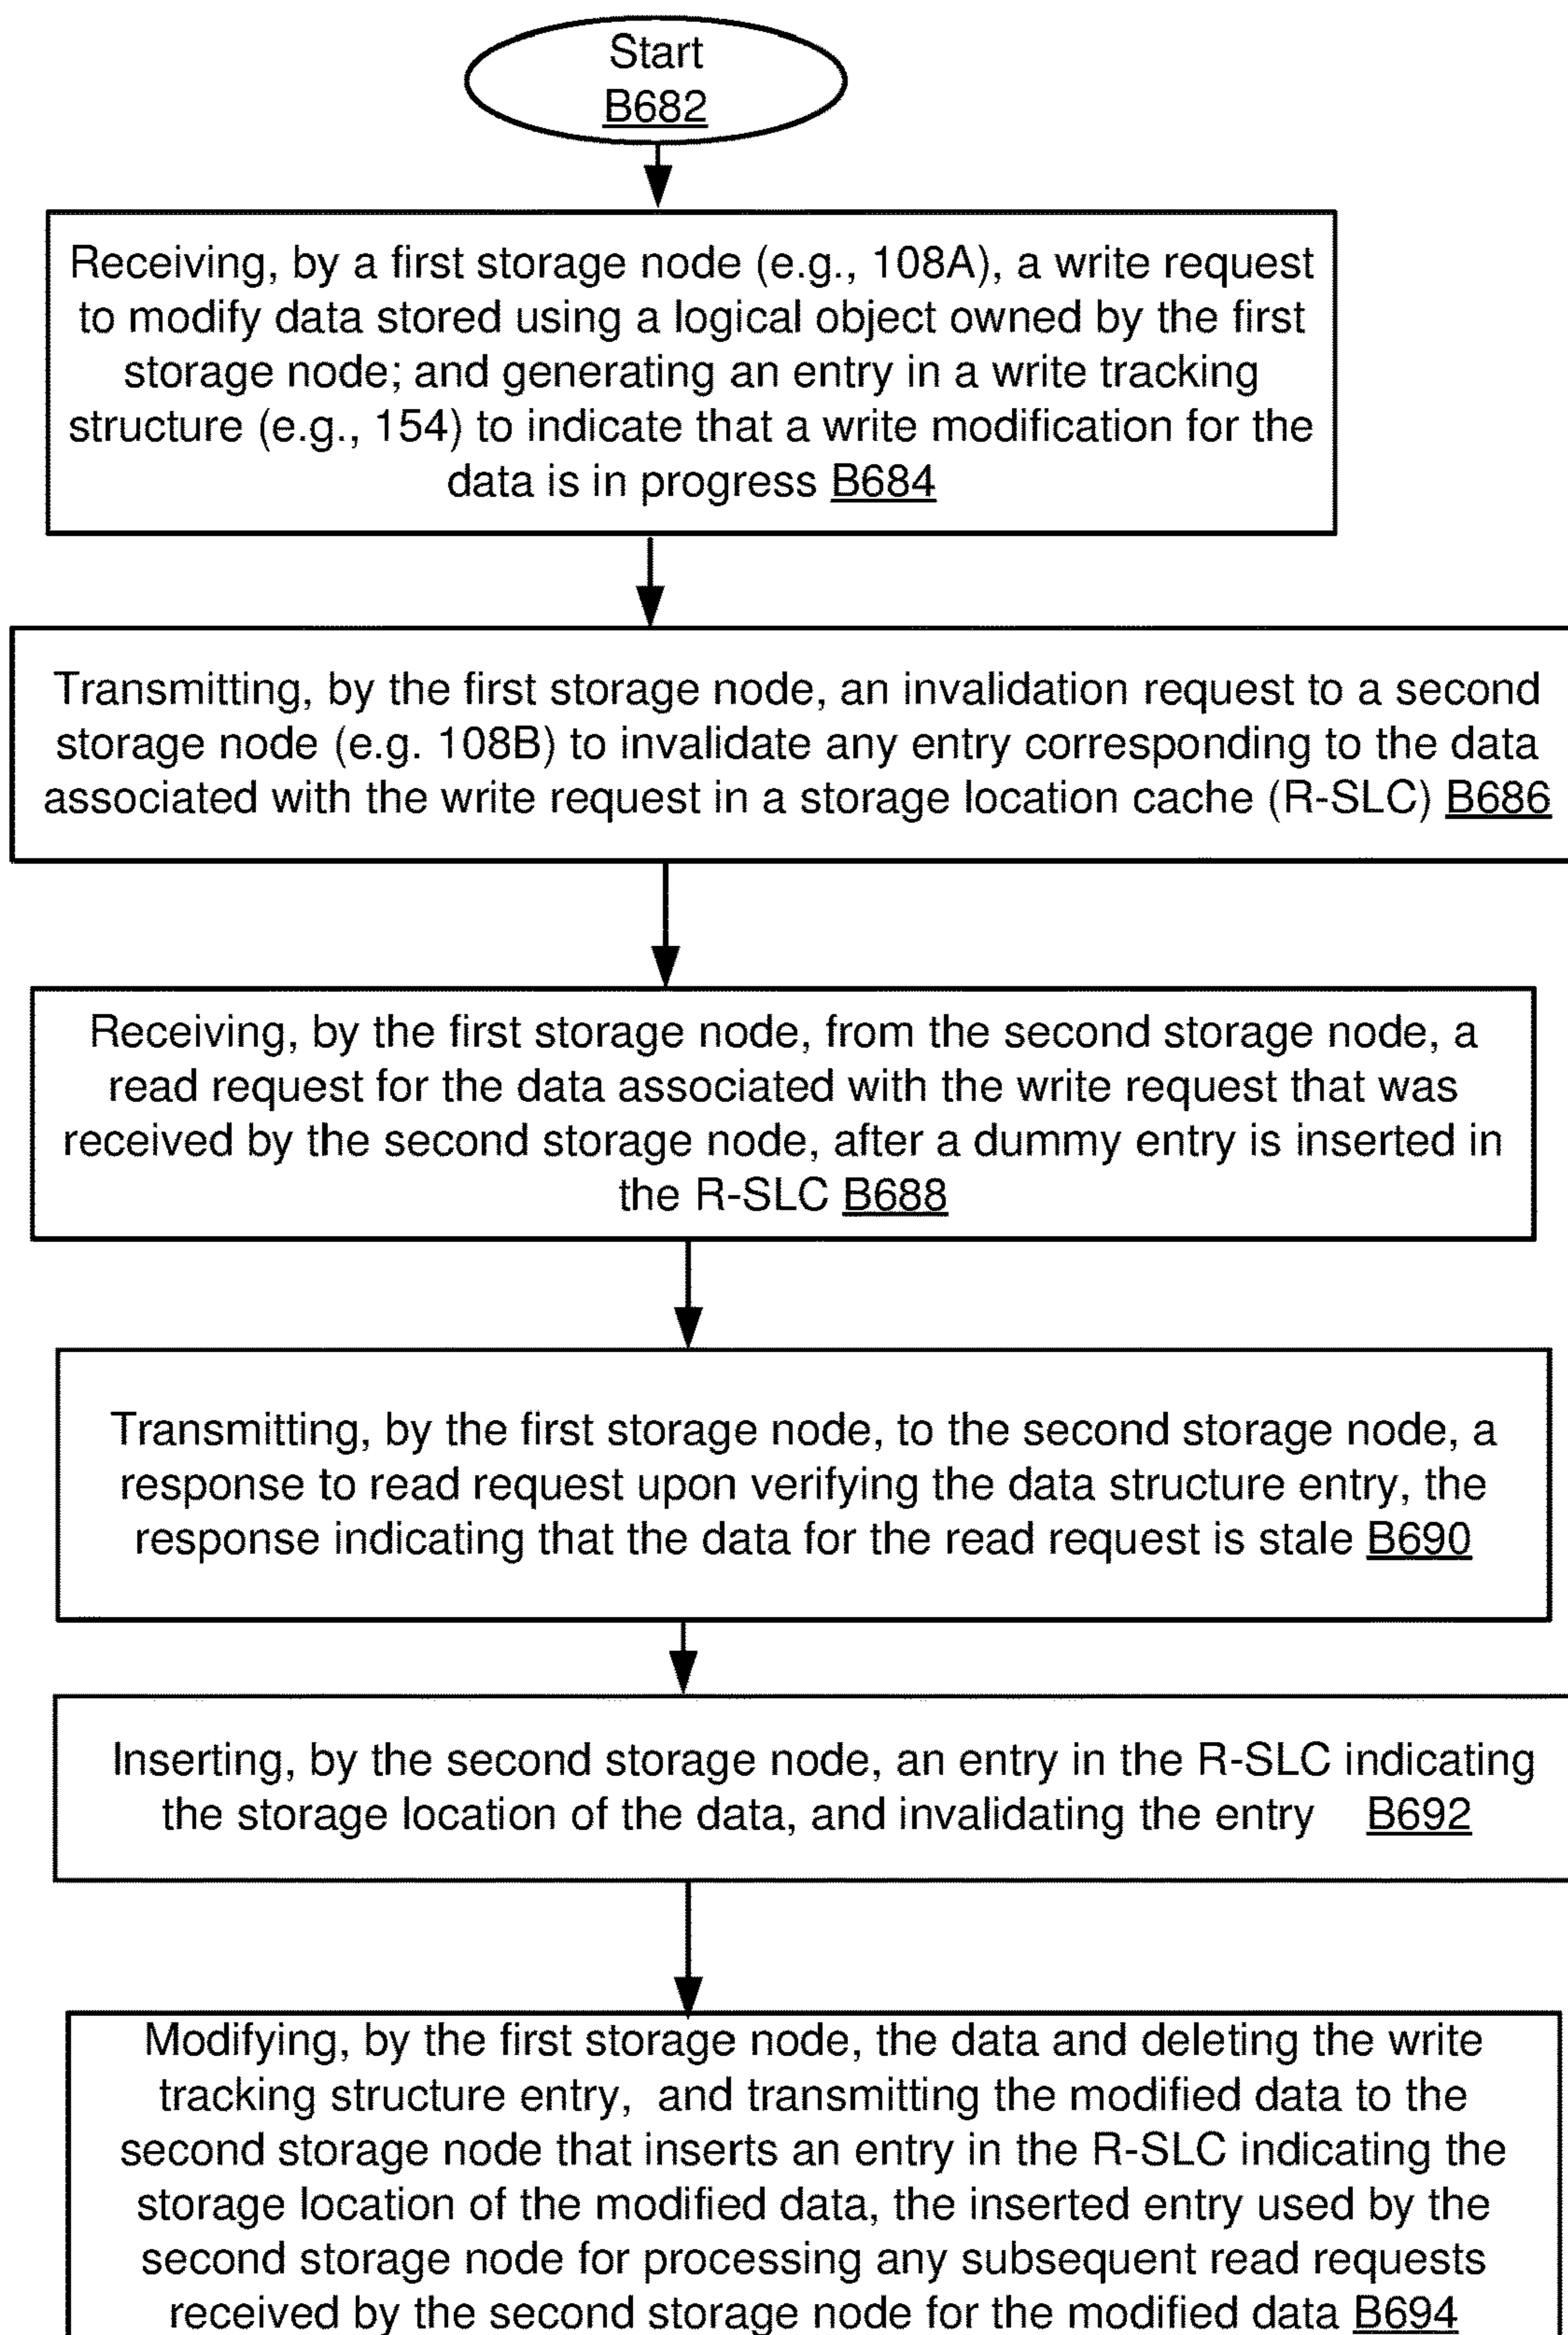 Start
B682
Receiving, by a first storage node (e.g., 108A), a write request
to modify data stored using a logical object owned by the first
storage node; and generating an entry in a write tracking
structure (e.g., 154) to indicate that a write modification for the
data is in progress B684
Transmitting, by the first storage node, an invalidation request to a second
storage node (e.g. 108B) to invalidate any entry corresponding to the data
associated with the write request in a storage location cache (R-SLC) B686
Receiving, by the first storage node, from the second storage node, a
read request for the data associated with the write request that was
received by the second storage node, after a dummy entry is inserted in
the R-SLC B688
Transmitting, by the first storage node, to the second storage node, a
response to read request upon verifying the data structure entry, the
response indicating that the data for the read request is stale B690
Inserting, by the second storage node, an entry in the R-SLC indicating
the storage location of the data, and invalidating the entry B692
Modifying, by the first storage node, the data and deleting the write
tracking structure entry, and transmitting the modified data to the
second storage node that inserts an entry in the R-SLC indicating the
storage location of the modified data, the inserted entry used by the
second storage node for processing any subsequent read requests
received by the second storage node for the modified data B694